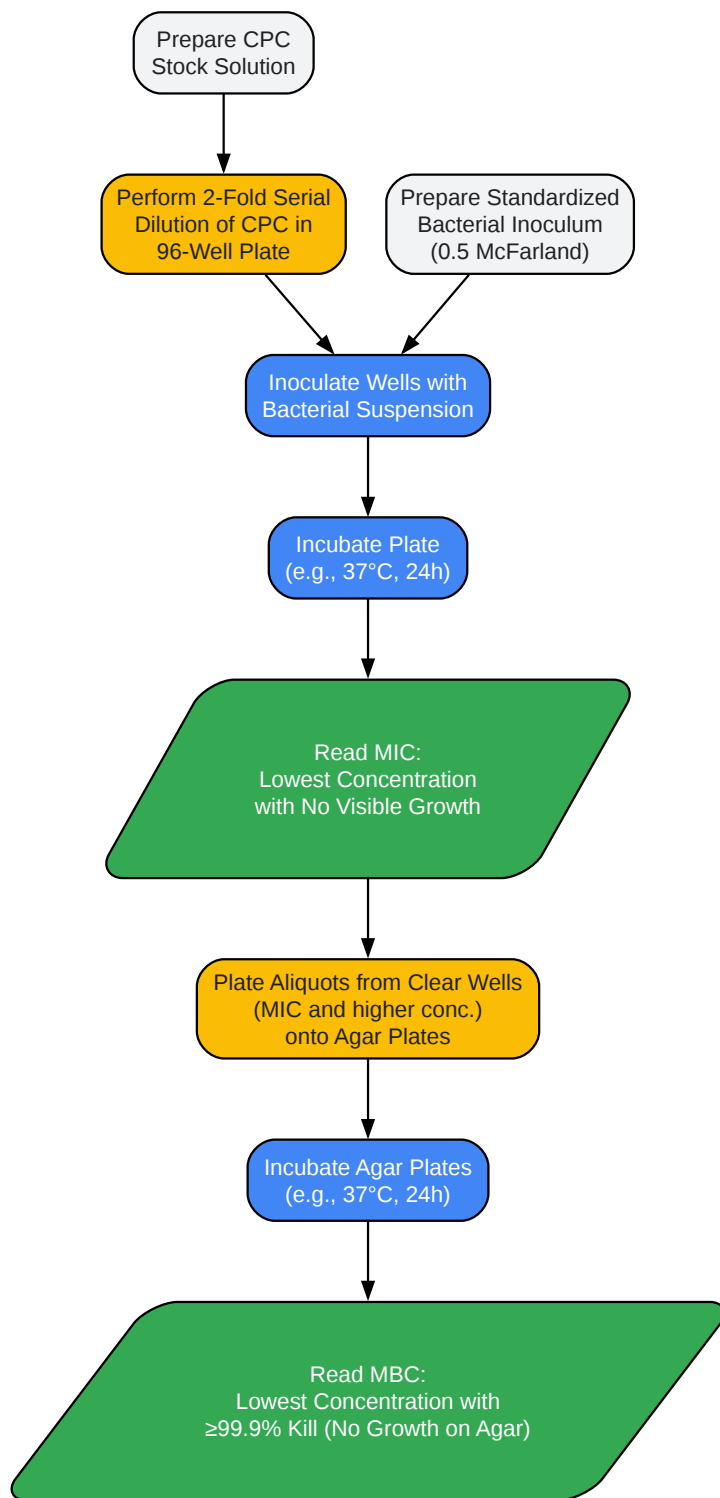 Prepare CPC
Stock Solution
Perform 2-Fold Serial
Dilution of CPC in
96-Well Plate
Prepare Standardized
Bacterial Inoculum
(0.5 McFarland)
Inoculate Wells with
Bacterial Suspension
Incubate Plate
(e.g., 37°C, 24h)
Read MIC:
Lowest Concentration
with No Visible Growth
Plate Aliquots from Clear Wells
(MIC and higher conc.)
onto Agar Plates
Incubate Agar Plates
(e.g., 37°C, 24h)
Read MBC:
Lowest Concentration with
≥99.9% Kill (No Growth on Agar)